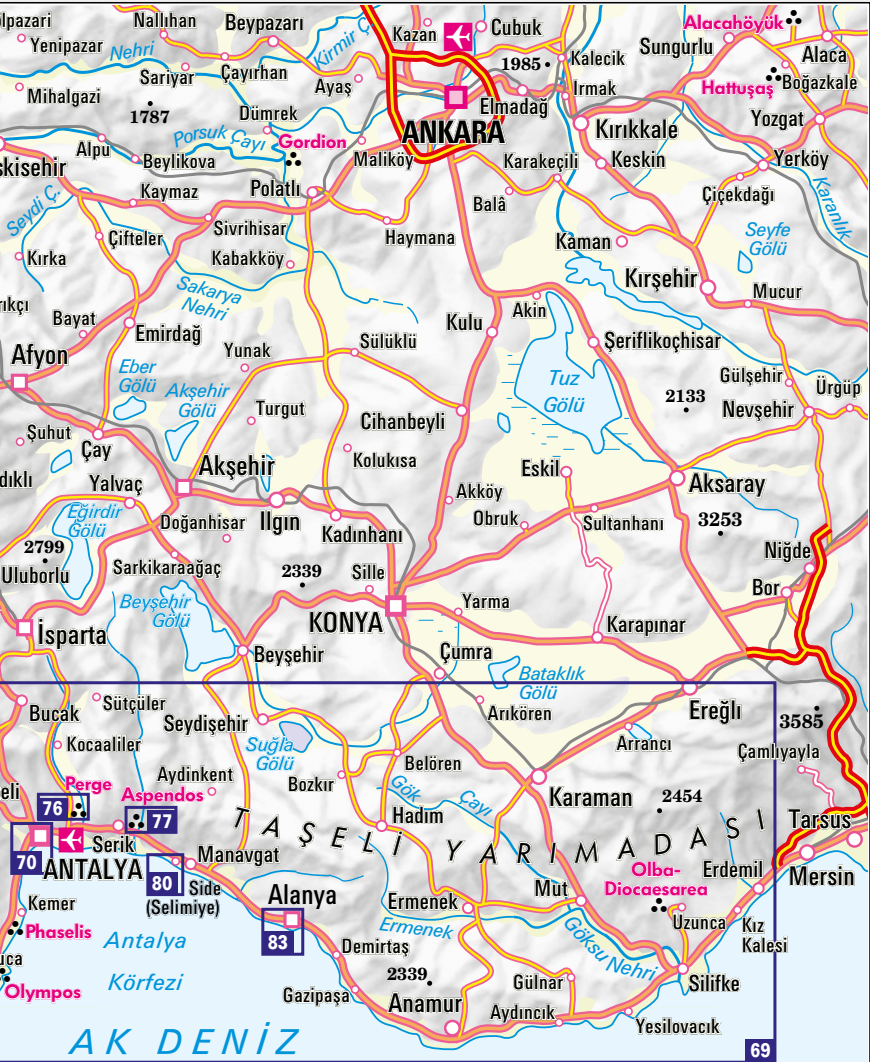 Nallıhan
Beypazarı
Kazan
Cubuk
Alacahöyük
Yenipazar
Nehri
Kirmir Ç.
1985
Kalecik
Sungurlu
Alaca
Sariyar
Çayırhan
Hattuşaş
Boğazkale
Mihalgazi
Ayaş
Irmak
1787
Dümrek
Elmadağ
Yozgat
ANKARA
Kırıkkale
Porsuk Çayı
Gordion
Alpu
Beylikova
Maliköy
Karakeçili
Keskin
Yerköy
skisehir
Kaymaz
Polatlı
Balâ
Çiçekdağı
Karanlık
Seydi Ç.
Sivrihisar
Çifteler
Haymana
Kaman
Seyfe
Gölü
Kırka
Kabakköy
Kırşehir
Sakarya
Nehri
Mucur
Bayat
Akin
Emirdağ
Kulu
Sülüklü
Şeriflikoçhisar
Afyon
Yunak
Eber
Gölü
Tuz
Gölü
Gülşehir
Ürgüp
Akşehir
Gölü
Turgut
2133
Nevşehir
Cihanbeyli
Şuhut
Çay
Kolukısa
Akşehir
Eskil
Aksaray
dıklı
Yalvaç
Akköy
Eğirdir
Gölü
Doğanhisar
Ilgın
Obruk
Sultanhanı
3253
Kadınhanı
2799
Niğde
Uluborlu
Sarkikaraağaç
2339
Sille
Bor
Beyşehir
Gölü
KONYA
Yarma
Isparta
Karapınar
Beyşehir
Çumra
Bataklık
Gölü
Sütçüler
Bucak
Seydişehir
Arıkören
Ereğli
3585
Kocaaliler
Suğla
Gölü
Arrancı
Çamlıyayla
eli
Perge
Aydinkent
Bozkır
Belören
76
Aspendos
77
Gök
Çayı
Karaman
2454
Hadım
Tarsus
TAŞELİ YARIMADASI
70
Serik
ANTALYA
Manavgat
Mersin
80
Side
(Selimiye)
Olba-
Diocaesarea
Erdemil
Mut
Alanya
Ermenek
Kemer
83
Uzunca
Kız
Kalesi
Phaselis
Ermenek
Göksu Nehri
Antalya
Körfezi
Demirtaş
uca
2339
Gülnar
Silifke
Olympos
Gazipaşa
Anamur
Aydıncık
Yesilovacık
AK DENİZ
69